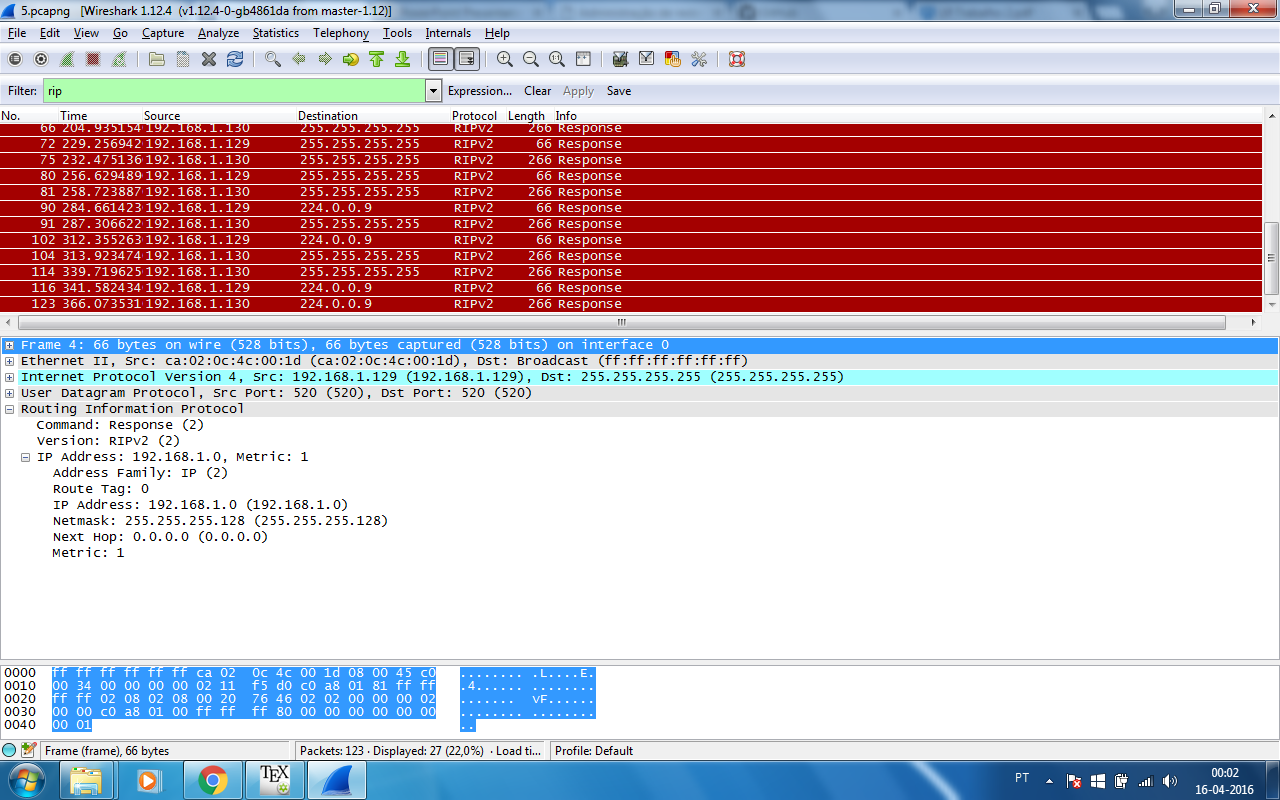 5.pcapng [Wireshark 1.12.4 (v1.12.4-0-gb4861da from master-1.12)]
File Edit View Go Capture Analyze Statistics Telephony Tools Internals Help
Filter: rip Expression... Clear Apply Save
No. Time Source Destination Protocol Length Info
66 204.935154 192.168.1.130 255.255.255.255 RIPv2 266 Response
72 229.256942 192.168.1.129 255.255.255.255 RIPv2 66 Response
75 232.475136 192.168.1.130 255.255.255.255 RIPv2 266 Response
80 256.629489 192.168.1.129 255.255.255.255 RIPv2 66 Response
81 258.723887 192.168.1.130 255.255.255.255 RIPv2 266 Response
90 284.661423 192.168.1.129 224.0.0.9 RIPv2 66 Response
91 287.306622 192.168.1.130 255.255.255.255 RIPv2 266 Response
102 312.355263 192.168.1.129 224.0.0.9 RIPv2 66 Response
104 313.923474 192.168.1.130 255.255.255.255 RIPv2 266 Response
114 339.719625 192.168.1.130 255.255.255.255 RIPv2 266 Response
116 341.582434 192.168.1.129 224.0.0.9 RIPv2 66 Response
123 366.073531 192.168.1.130 224.0.0.9 RIPv2 266 Response
Frame 4: 66 bytes on wire (528 bits), 66 bytes captured (528 bits) on interface 0
Ethernet II, Src: ca:02:0c:4c:00:1d (ca:02:0c:4c:00:1d), Dst: Broadcast (ff:ff:ff:ff:ff:ff)
Internet Protocol Version 4, Src: 192.168.1.129 (192.168.1.129), Dst: 255.255.255.255 (255.255.255.255)
User Datagram Protocol, Src Port: 520 (520), Dst Port: 520 (520)
Routing Information Protocol
Command: Response (2)
Version: RIPv2 (2)
IP Address: 192.168.1.0, Metric: 1
Address Family: IP (2)
Route Tag: 0
IP Address: 192.168.1.0 (192.168.1.0)
Netmask: 255.255.255.128 (255.255.255.128)
Next Hop: 0.0.0.0 (0.0.0.0)
Metric: 1
0000 ff ff ff ff ff ff ca 02 0c 4c 00 1d 08 00 45 c0 ........ .L....E.
0010 00 34 00 00 00 00 02 11 f5 d0 c0 a8 01 81 ff ff .4...... ........
0020 ff ff 02 08 02 08 00 20 76 46 02 02 00 00 00 02 ....... vF......
0030 00 00 c0 a8 01 00 ff ff ff 80 00 00 00 00 00 00 ........ ........
0040 00 01 ..
Frame (frame), 66 bytes Packets: 123 · Displayed: 27 (22,0%) · Load ti... Profile: Default
TEX PT 00:02
16-04-2016